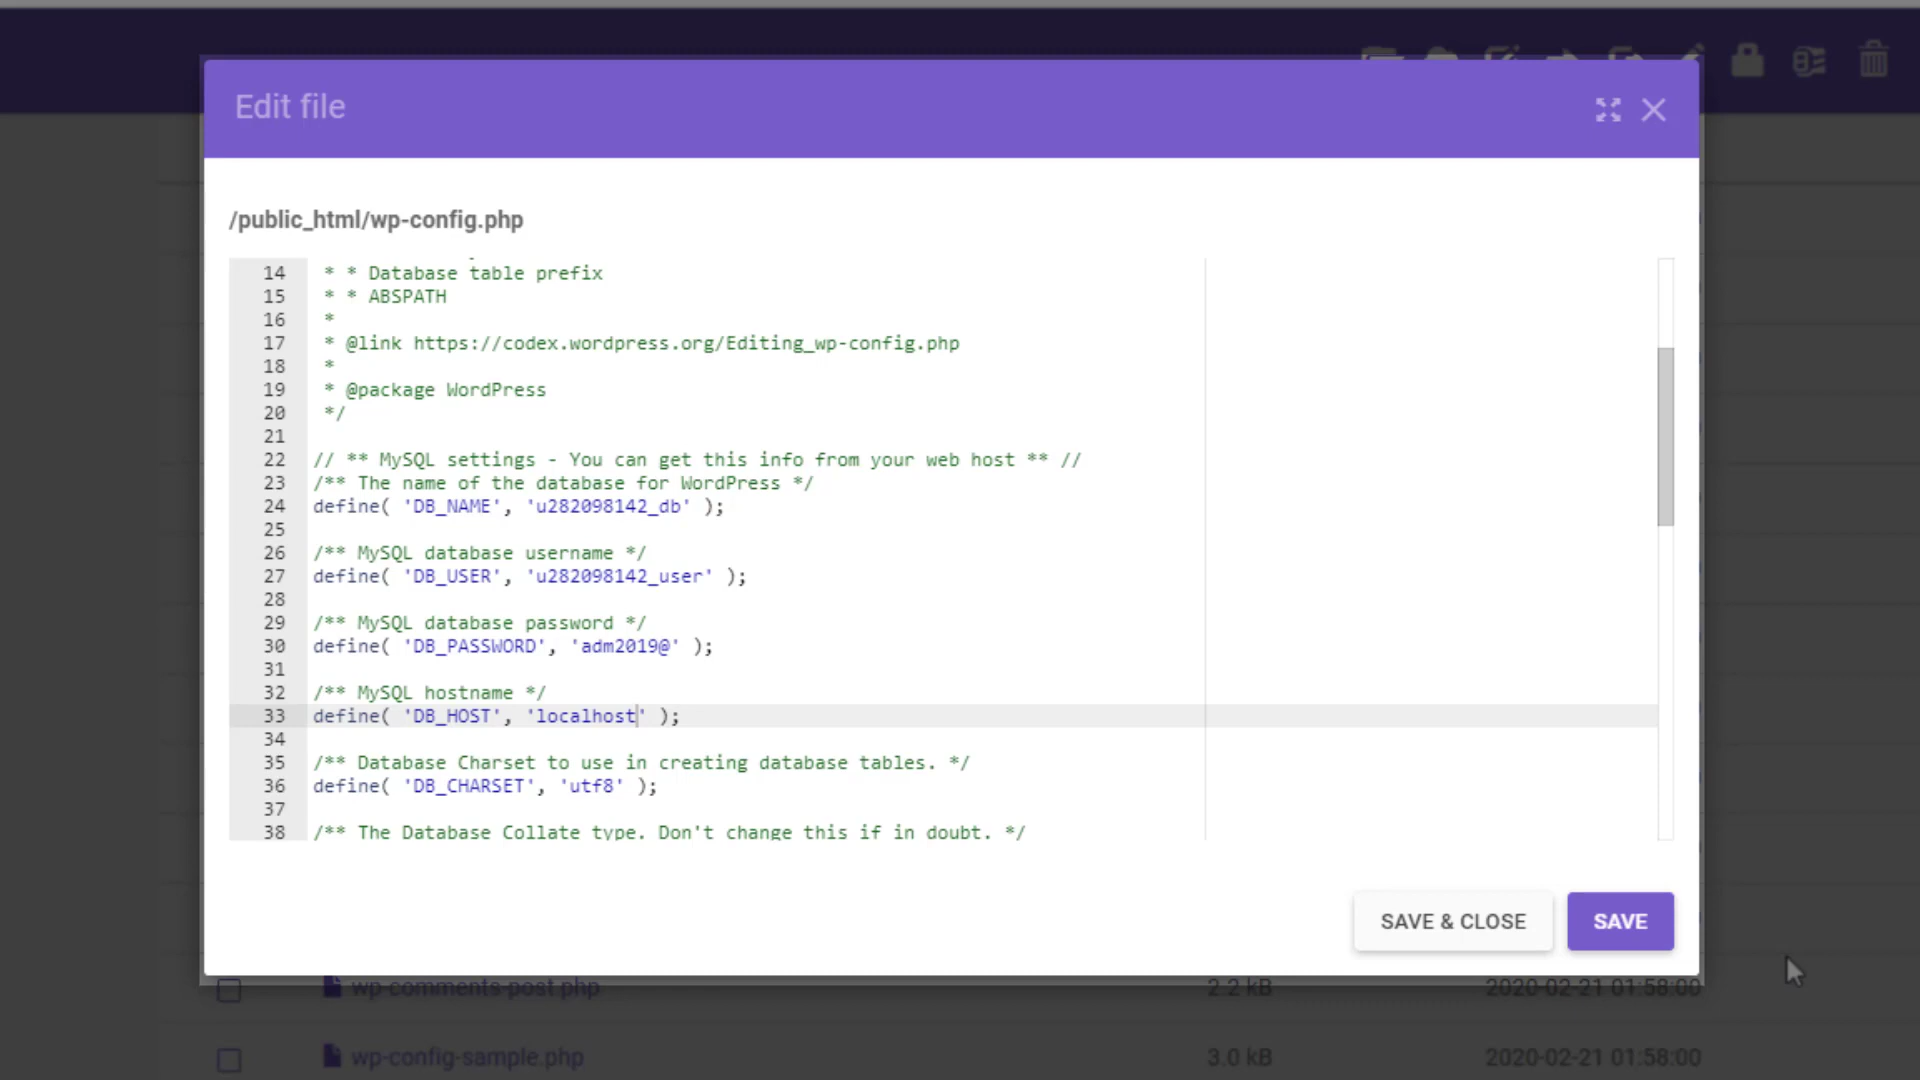 Edit file
/public_html/wp-config.php
14 * * Database table prefix
15 * * ABSPATH
16 *
17 * @link https://codex.wordpress.org/Editing_wp-config.php
18 *
19 * @package WordPress
20 */
21
22 // ** MySQL settings - You can get this info from your web host ** //
23 /** The name of the database for WordPress */
24 define( 'DB_NAME', 'u282098142_db' );
25
26 /** MySQL database username */
27 define( 'DB_USER', 'u282098142_user' );
28
29 /** MySQL database password */
30 define( 'DB_PASSWORD', 'adm2019@' );
31
32 /** MySQL hostname */
33 define( 'DB_HOST', 'localhost' );
34
35 /** Database Charset to use in creating database tables. */
36 define( 'DB_CHARSET', 'utf8' );
37
38 /** The Database Collate type. Don't change this if in doubt. */
SAVE & CLOSE SAVE
wp-comments-post.php 2.2 kB 2020-02-21 01:58:00
wp-config-sample.php 3.0 kB 2020-02-21 01:58:00